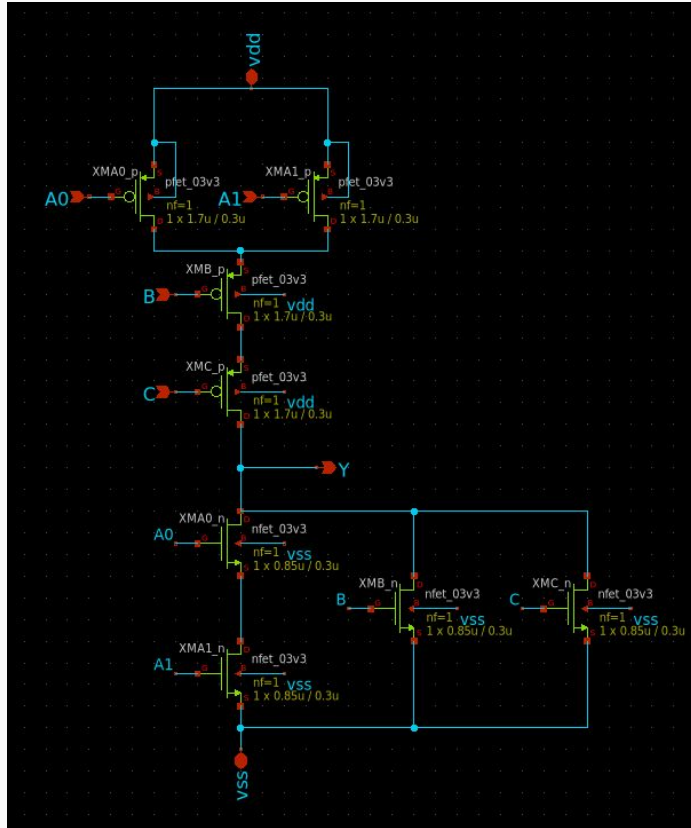 vdd
XMA0_p
S
pfet_03v3
A0
G
B
nf=1
1 x 1.7u / 0.3u
D
XMA1_p
S
pfet_03v3
A1
G
B
nf=1
1 x 1.7u / 0.3u
D
XMB_p
S
pfet_03v3
B
G
B
nf=1
vdd
1 x 1.7u / 0.3u
D
XMC_p
S
pfet_03v3
C
G
B
nf=1
vdd
1 x 1.7u / 0.3u
D
Y
XMA0_n
D
nfet_03v3
A0
G
B
nf=1
vss
1 x 0.85u / 0.3u
S
XMB_n
D
nfet_03v3
B
G
B
nf=1
vss
1 x 0.85u / 0.3u
S
XMC_n
D
nfet_03v3
C
G
B
nf=1
vss
1 x 0.85u / 0.3u
S
XMA1_n
D
nfet_03v3
A1
G
B
nf=1
vss
1 x 0.85u / 0.3u
S
vss